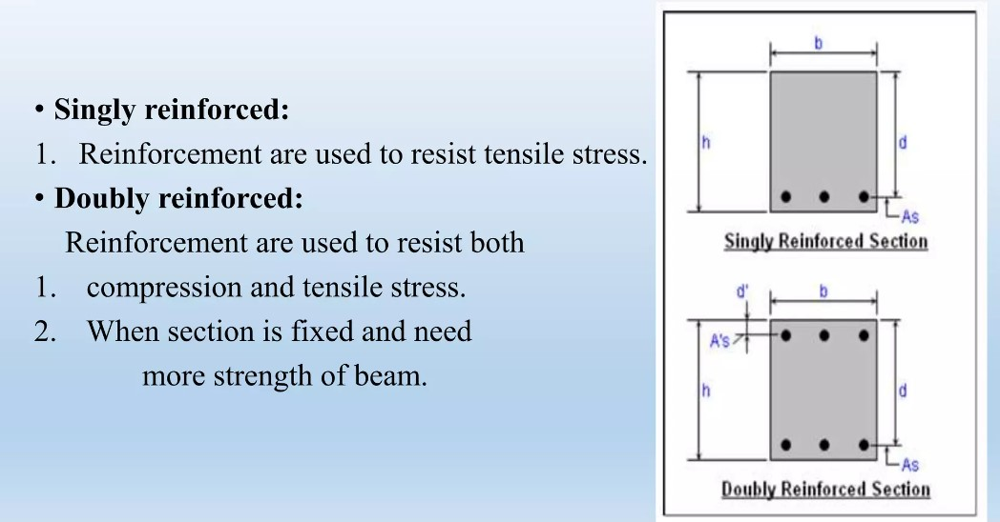 • Singly reinforced:
1. Reinforcement are used to resist tensile stress.
• Doubly reinforced:
Reinforcement are used to resist both
1. compression and tensile stress.
2. When section is fixed and need
more strength of beam.
b
h
d
As
Singly Reinforced Section
d' b
A's
h
d
As
Doubly Reinforced Section